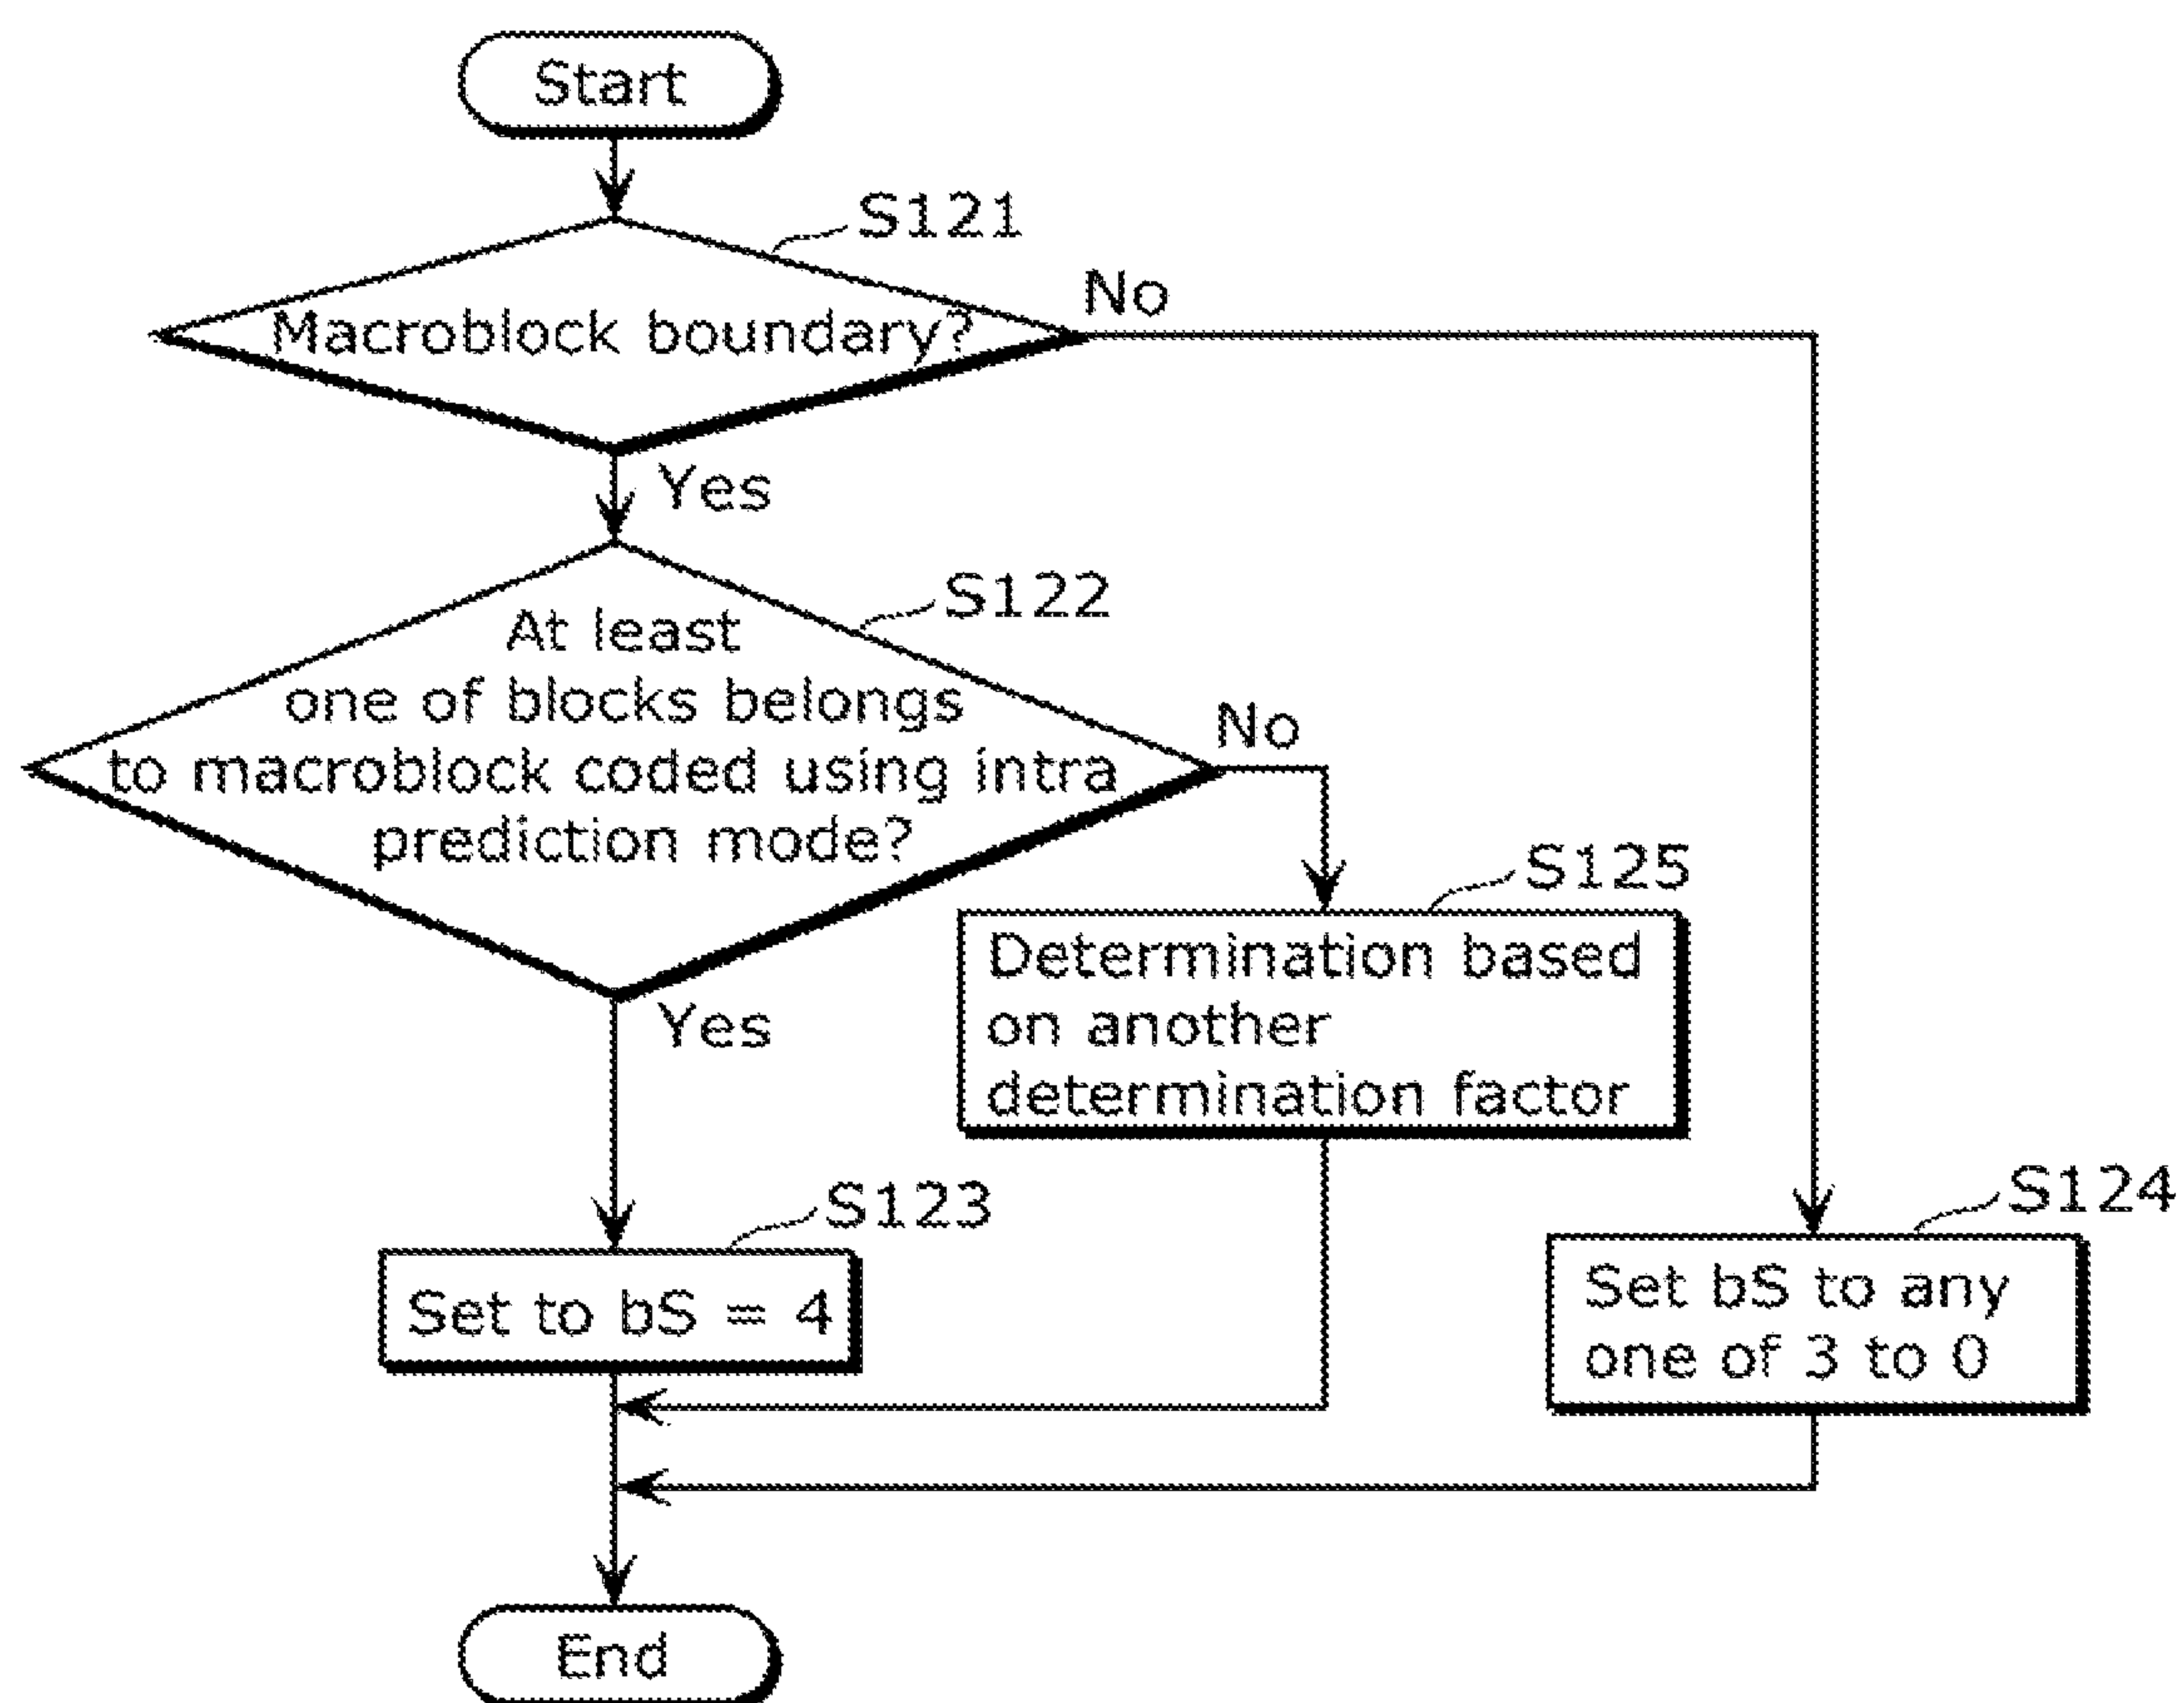 Start
S121
Macroblock boundary?
No
Yes
S122
At least
one of blocks belongs
to macroblock coded using intra
prediction mode?
No
Yes
S125
Determination based
on another
determination factor
S123
Set to bS = 4
S124
Set bS to any
one of 3 to 0
End